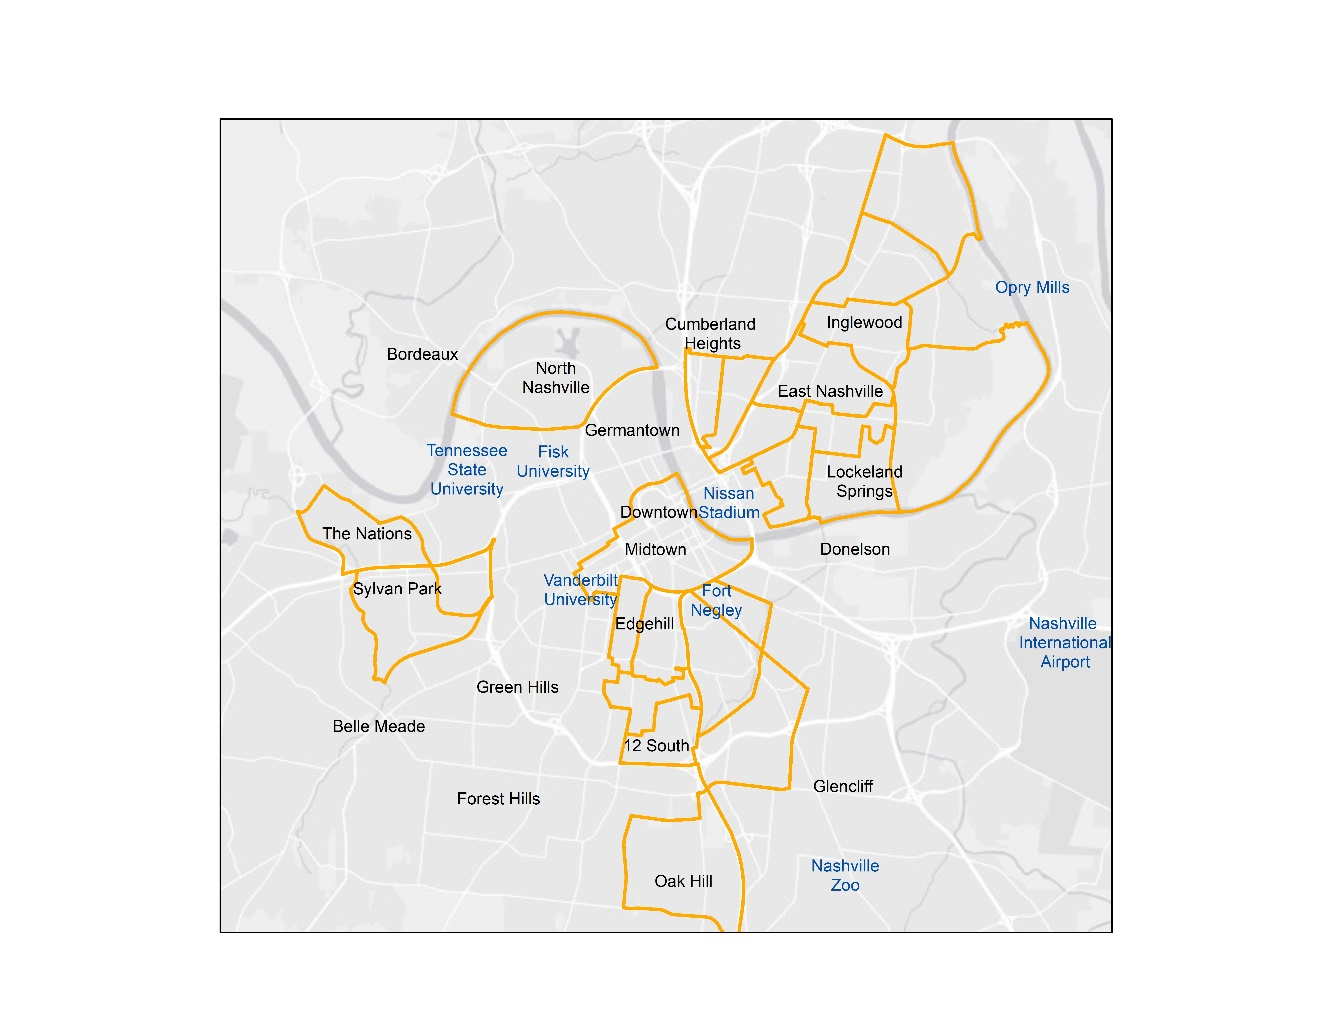 Opry Mills
Cumberland
Heights
Inglewood
Bordeaux
North
Nashville
East Nashville
Germantown
Tennessee
State
University
Fisk
University
Lockeland
Springs
Nissan
Stadium
Downtown
The Nations
Midtown
Donelson
Sylvan Park
Vanderbilt
University
Fort
Negley
Edgehill
Nashville
International
Airport
Green Hills
Belle Meade
12 South
Glencliff
Forest Hills
Nashville
Zoo
Oak Hill